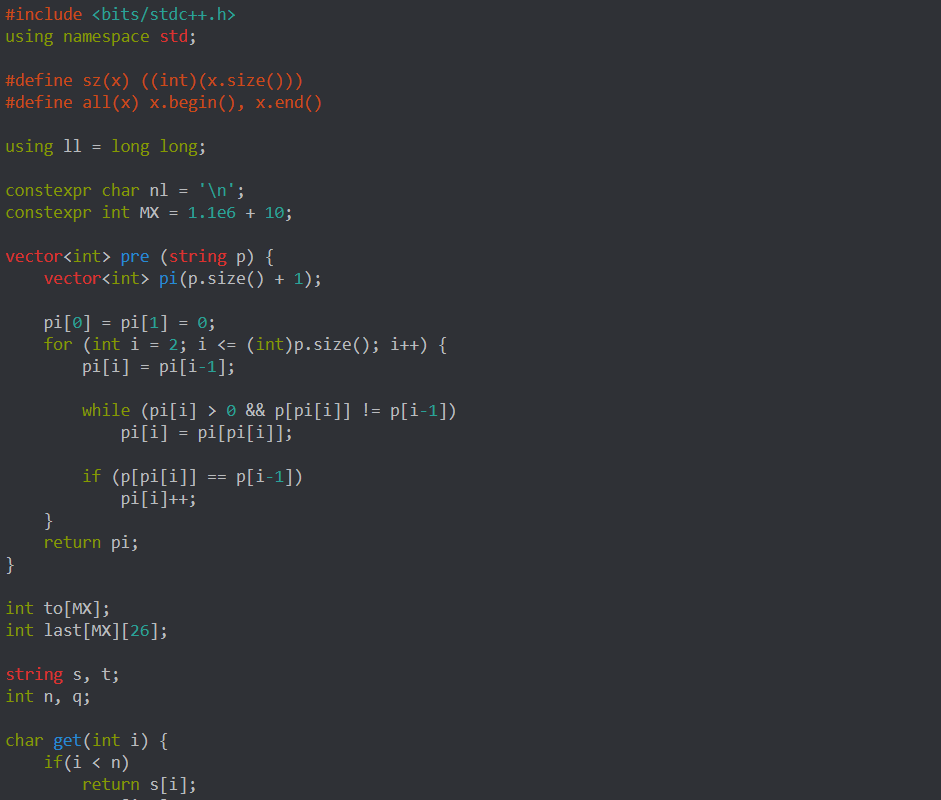 #include <bits/stdc++.h>
using namespace std;

#define sz(x) ((int)(x.size()))
#define all(x) x.begin(), x.end()

using ll = long long;

constexpr char nl = '\n';
constexpr int MX = 1.1e6 + 10;

vector<int> pre (string p) {
    vector<int> pi(p.size() + 1);

    pi[0] = pi[1] = 0;
    for (int i = 2; i <= (int)p.size(); i++) {
        pi[i] = pi[i-1];

        while (pi[i] > 0 && p[pi[i]] != p[i-1])
            pi[i] = pi[pi[i]];

        if (p[pi[i]] == p[i-1])
            pi[i]++;
    }
    return pi;
}

int to[MX];
int last[MX][26];

string s, t;
int n, q;

char get(int i) {
    if(i < n)
        return s[i];